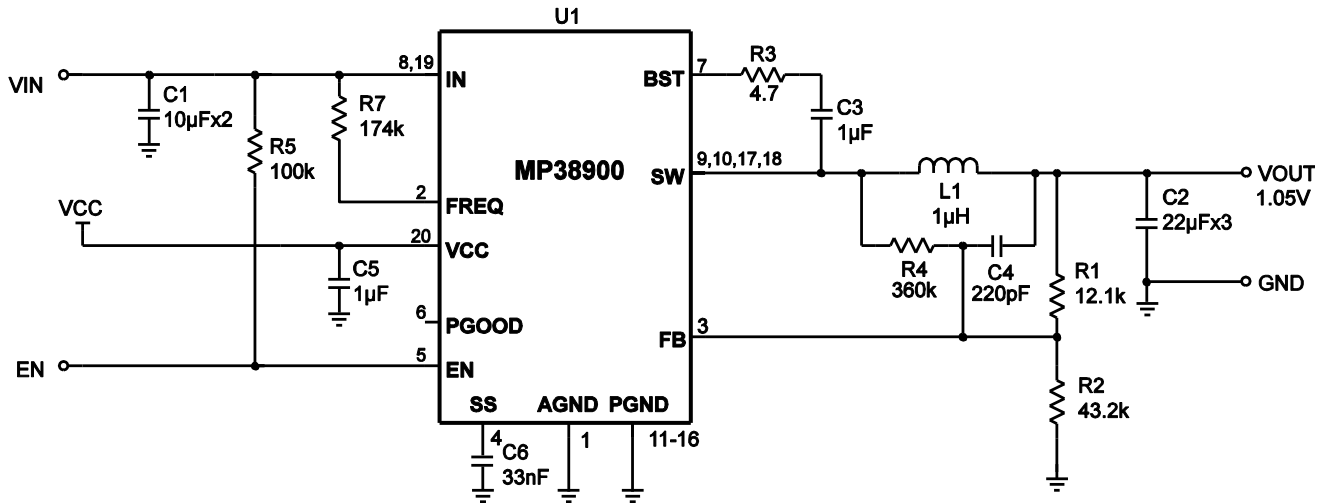 U1
VIN
C1
10µFx2
R5
100k
R7
174k
8,19
IN
2
FREQ
VCC
20
VCC
C5
1µF
6
PGOOD
EN
5
EN
MP38900
BST
7
R3
4.7
C3
1µF
SW
9,10,17,18
L1
1µH
R4
360k
C4
220pF
R1
12.1k
C2
22µFx3
VOUT
1.05V
GND
FB
3
R2
43.2k
SS
AGND
PGND
4
C6
33nF
1
11-16